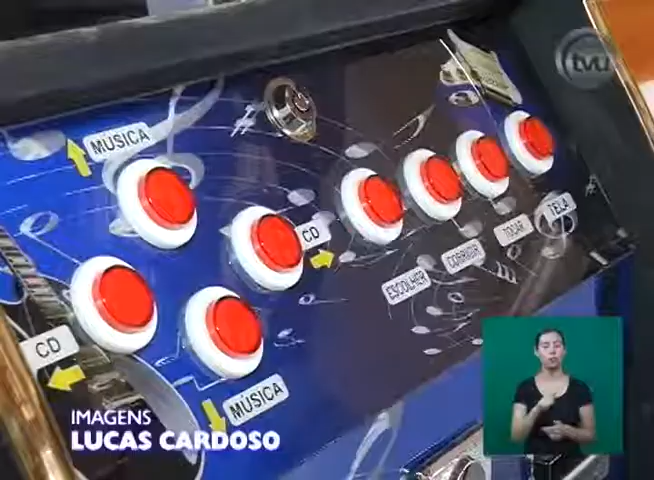 tvu
MÚSICA
CD
TELA
TOCAR
CORRIGIR
ESCOLHER
CD
MÚSICA
IMAGENS
LUCAS CARDOSO